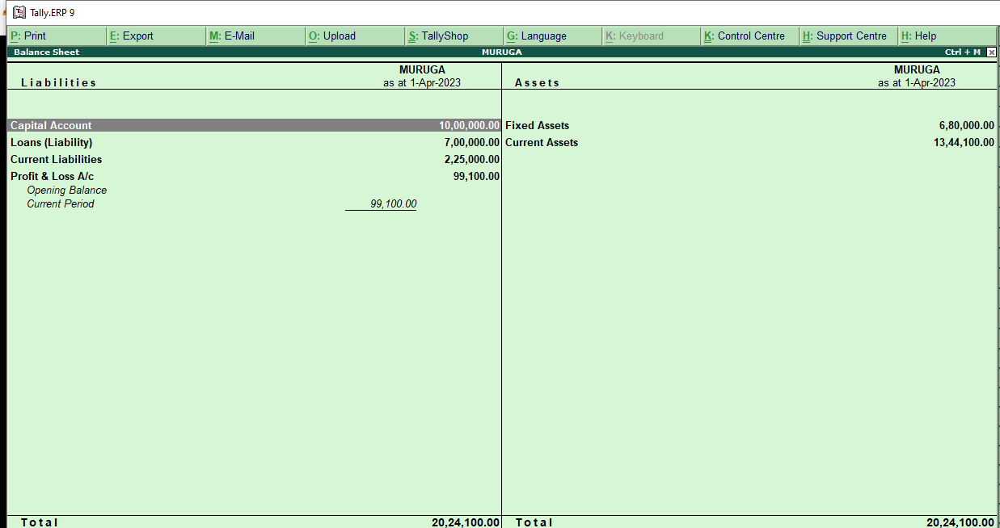 Tally.ERP 9
P: Print E: Export M: E-Mail O: Upload S: TallyShop G: Language K: Keyboard K: Control Centre H: Support Centre H: Help
Balance Sheet MURUGA Ctrl + M
MURUGA MURUGA
Liabilities as at 1-Apr-2023 Assets as at 1-Apr-2023
Capital Account 10,00,000.00 Fixed Assets 6,80,000.00
Loans (Liability) 7,00,000.00 Current Assets 13,44,100.00
Current Liabilities 2,25,000.00
Profit & Loss A/c 99,100.00
Opening Balance
Current Period 99,100.00
Total 20,24,100.00 Total 20,24,100.00